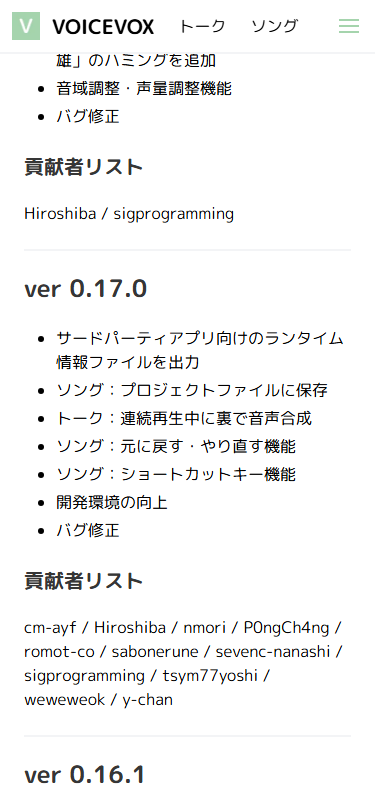 V VOICEVOX トーク ソング
雄」のハミングを追加
音域調整・声量調整機能
バグ修正
貢献者リスト
Hiroshiba / sigprogramming
ver 0.17.0
サードパーティアプリ向けのランタイム
情報ファイルを出力
ソング：プロジェクトファイルに保存
トーク：連続再生中に裏で音声合成
ソング：元に戻す・やり直す機能
ソング：ショートカットキー機能
開発環境の向上
バグ修正
貢献者リスト
cm-ayf / Hiroshiba / nmori / P0ngCh4ng /
romot-co / sabonerune / sevenc-nanashi /
sigprogramming / tsym77yoshi /
weweweok / y-chan
ver 0.16.1